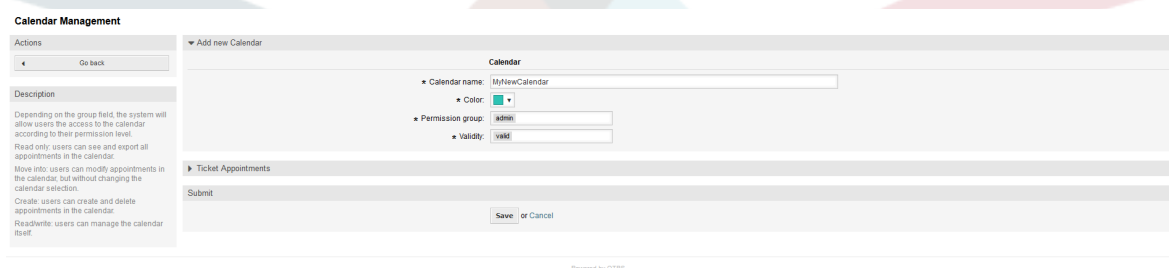 Calendar Management
Actions
Go back
Description
Depending on the group field, the system will
allow users the access to the calendar
according to their permission level.
Read only: users can see and export all
appointments in the calendar.
Move into: users can modify appointments in
the calendar, but without changing the
calendar selection.
Create: users can create and delete
appointments in the calendar.
Read/write: users can manage the calendar
itself.
Add new Calendar
Calendar
★ Calendar name: MyNewCalendar
★ Color:
★ Permission group: admin
★ Validity: valid
Ticket Appointments
Submit
Save or Cancel